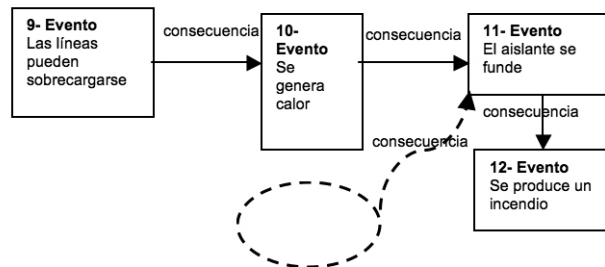 9- Evento
Las líneas
pueden
sobrecargarse
consecuencia
10-
Evento
Se
genera
calor
consecuencia
11- Evento
El aislante se
funde
consecuencia
consecuencia
12- Evento
Se produce un
incendio